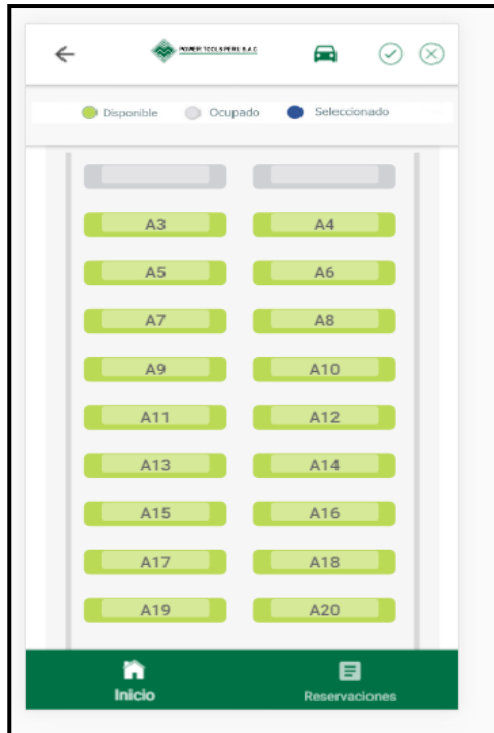 POWER TOOLS PERU S.A.C
Disponible Ocupado Seleccionado
A3 A4
A5 A6
A7 A8
A9 A10
A11 A12
A13 A14
A15 A16
A17 A18
A19 A20
Inicio Reservaciones